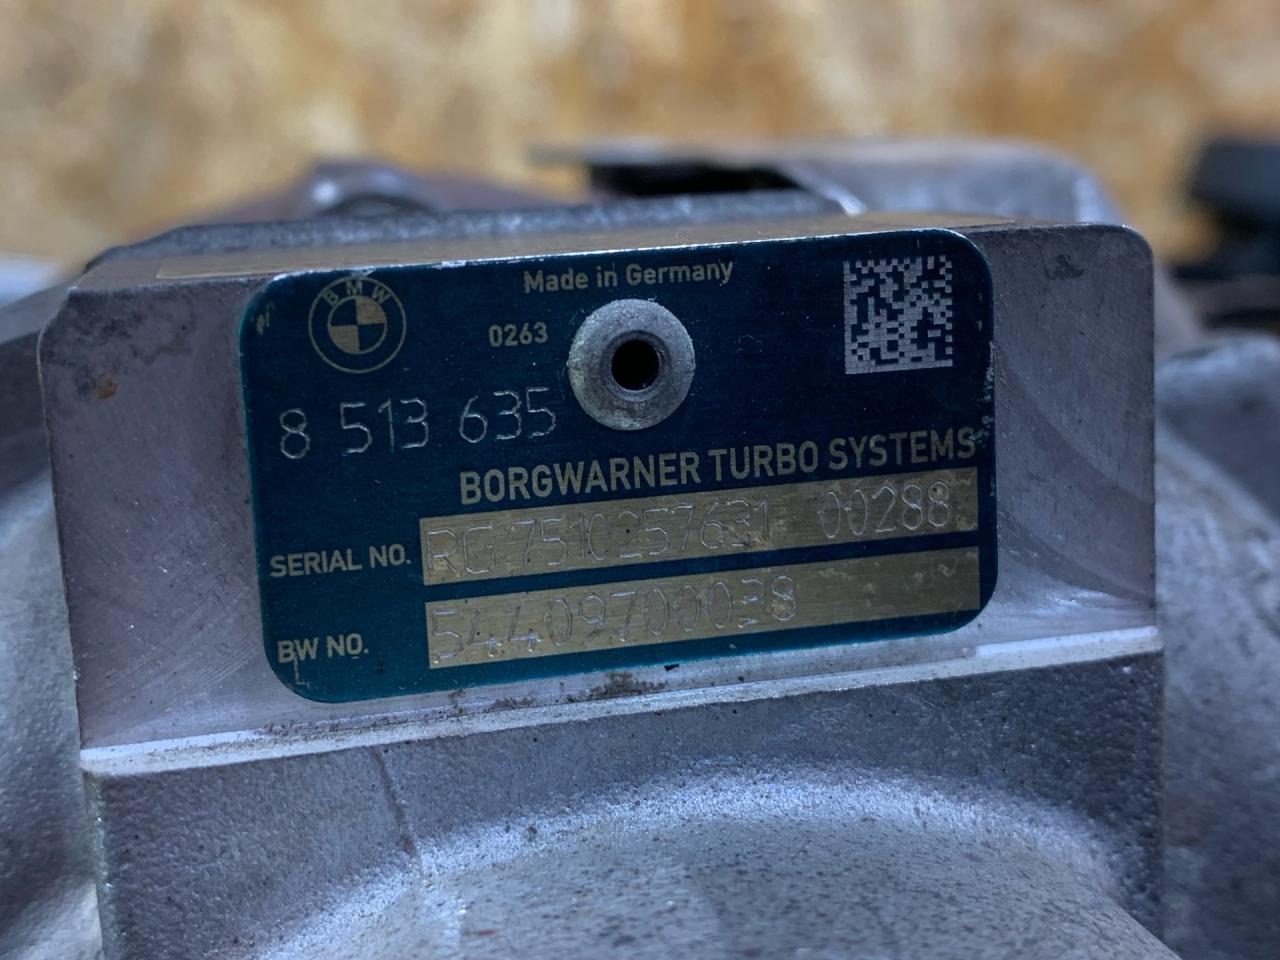 BMW
Made in Germany
0263
8 513 635
BORGWARNER TURBO SYSTEMS
SERIAL NO. RG 7510257631 00288
BW NO. 54409700038